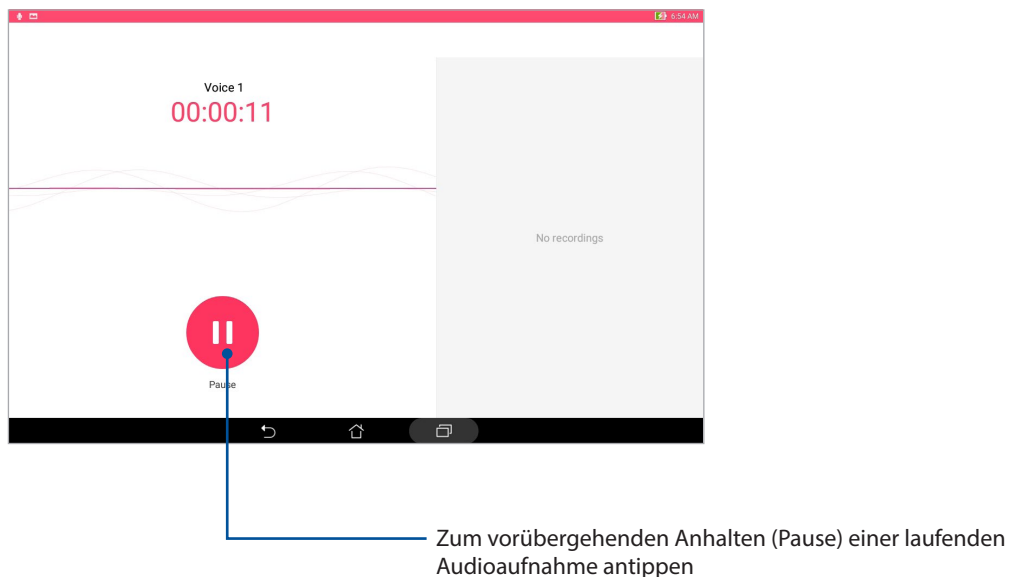 6:54 AM
Voice 1
00:00:11
No recordings
Pause
Zum vorübergehenden Anhalten (Pause) einer laufenden
Audioaufnahme antippen